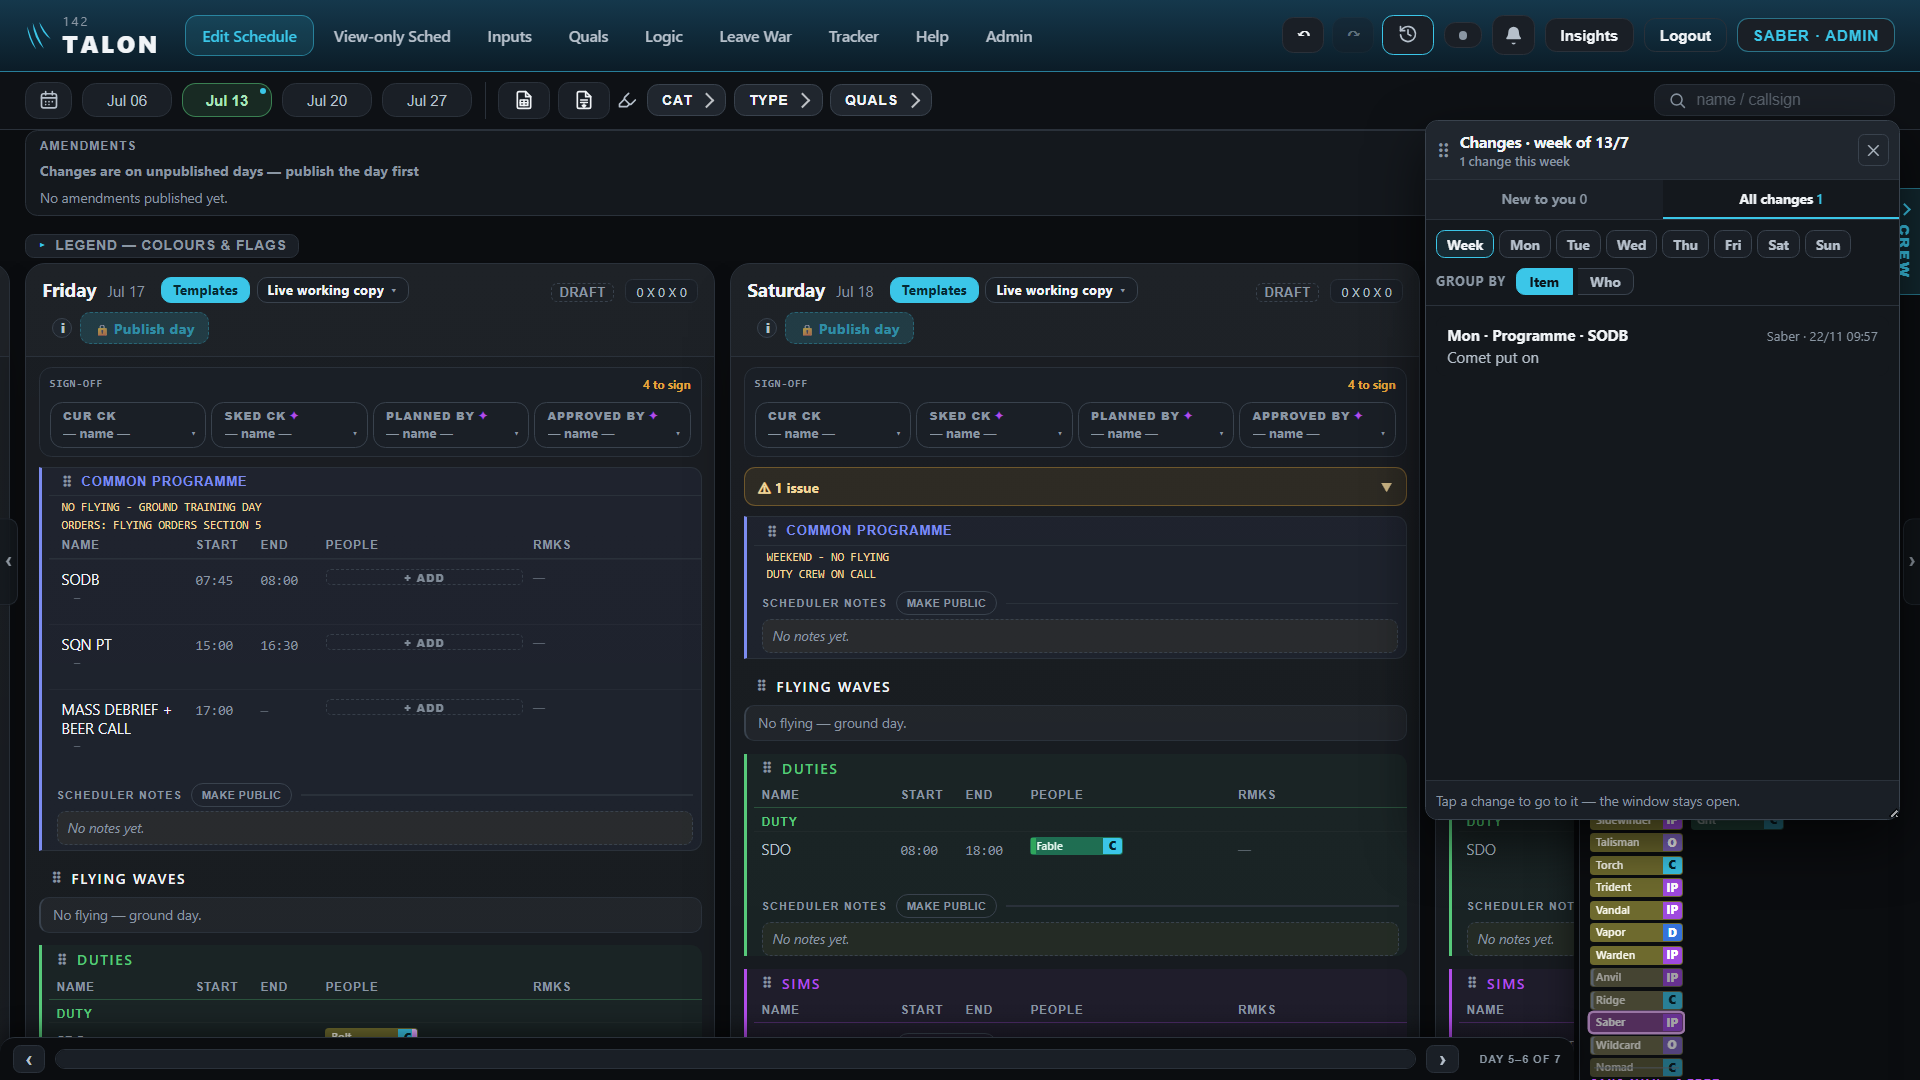 142
TALON
Edit Schedule
View-only Sched
Inputs
Quals
Logic
Leave War
Tracker
Help
Admin
Insights
Logout
SABER · ADMIN
Jul 06
Jul 13
Jul 20
Jul 27
CAT
TYPE
QUALS
name / callsign
AMENDMENTS
Changes are on unpublished days — publish the day first
No amendments published yet.
LEGEND — COLOURS & FLAGS
Friday Jul 17
Templates
Live working copy
DRAFT
0 X 0 X 0
i
Publish day
SIGN-OFF
4 to sign
CUR CK
— name —
SKED CK
— name —
PLANNED BY
— name —
APPROVED BY
— name —
COMMON PROGRAMME
NO FLYING - GROUND TRAINING DAY
ORDERS: FLYING ORDERS SECTION 5
NAME START END PEOPLE RMKS
SODB 07:45 08:00 + ADD —
—
SQN PT 15:00 16:30 + ADD —
—
MASS DEBRIEF + BEER CALL 17:00 — + ADD —
—
SCHEDULER NOTES MAKE PUBLIC
No notes yet.
FLYING WAVES
No flying — ground day.
DUTIES
NAME START END PEOPLE RMKS
DUTY
Saturday Jul 18
Templates
Live working copy
DRAFT
0 X 0 X 0
i
Publish day
SIGN-OFF
4 to sign
CUR CK
— name —
SKED CK
— name —
PLANNED BY
— name —
APPROVED BY
— name —
1 issue
COMMON PROGRAMME
WEEKEND - NO FLYING
DUTY CREW ON CALL
SCHEDULER NOTES MAKE PUBLIC
No notes yet.
FLYING WAVES
No flying — ground day.
DUTIES
NAME START END PEOPLE RMKS
DUTY
SDO 08:00 18:00 Fable C —
SCHEDULER NOTES MAKE PUBLIC
No notes yet.
SIMS
NAME START END PEOPLE RMKS
Changes · week of 13/7
1 change this week
New to you 0
All changes 1
Week
Mon
Tue
Wed
Thu
Fri
Sat
Sun
GROUP BY
Item
Who
Mon · Programme · SODB
Saber · 22/11 09:57
Comet put on
Tap a change to go to it — the window stays open.
CREW
DUTY
SDO
SCHEDULER NOT
No notes yet.
SIMS
NAME
Sidewinder IP
Talisman O
Torch C
Trident IP
Vandal IP
Vapor D
Warden IP
Anvil IP
Ridge C
Saber IP
Wildcard O
Nomad C
DAY 5–6 OF 7